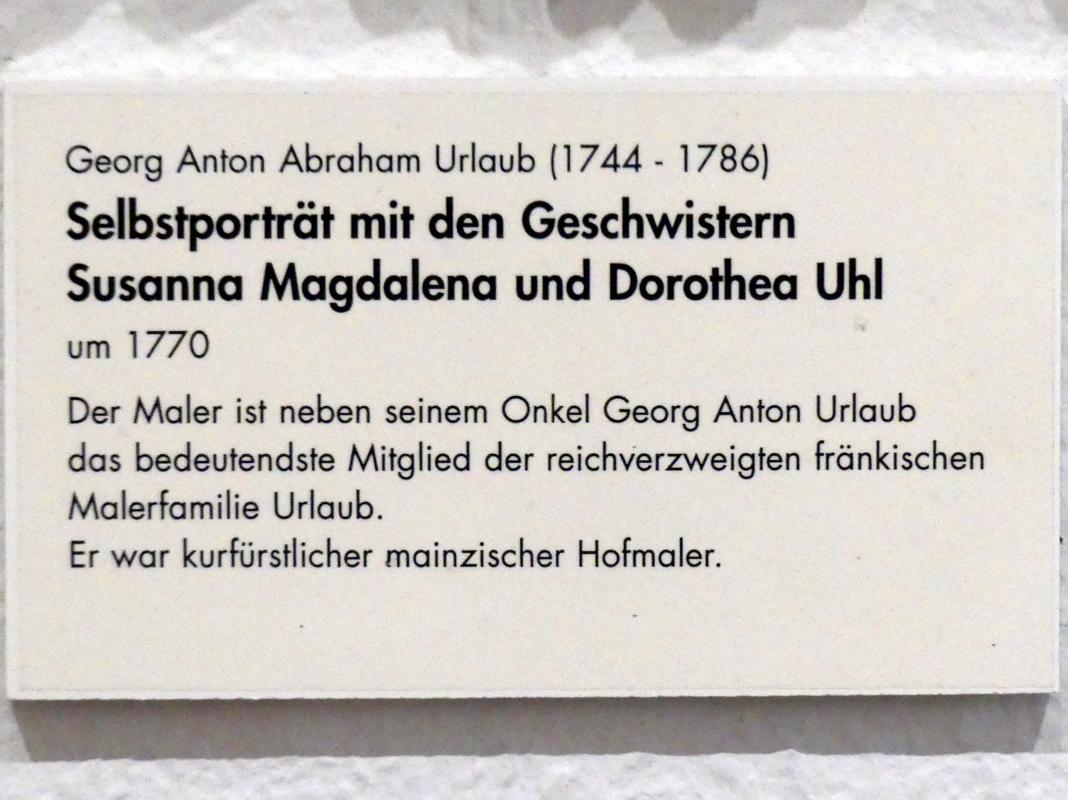 Georg Anton Abraham Urlaub (1744 - 1786)
Selbstporträt mit den Geschwistern
Susanna Magdalena und Dorothea Uhl
um 1770
Der Maler ist neben seinem Onkel Georg Anton Urlaub
das bedeutendste Mitglied der reichverzweigten fränkischen
Malerfamilie Urlaub.
Er war kurfürstlicher mainzischer Hofmaler.